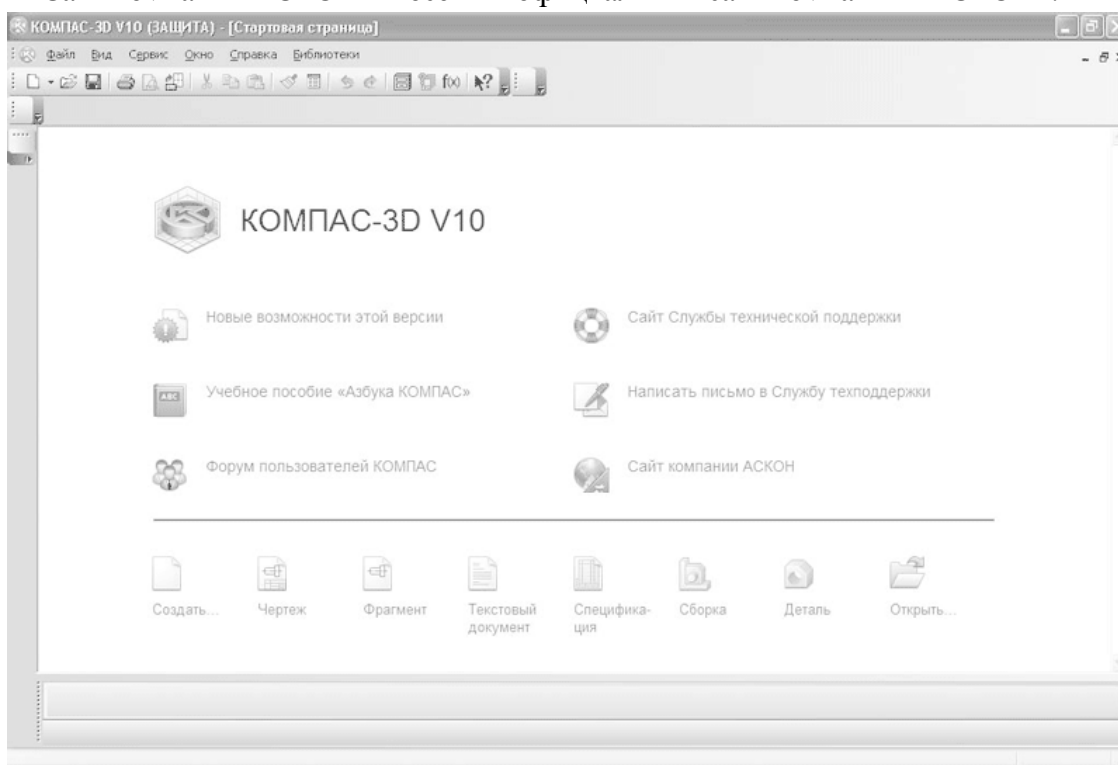 КОМПАС-3D V10 (ЗАЩИТА) - [Стартовая страница]
Файл Вид Сервис Окно Справка Библиотеки
f(x)
КОМПАС-3D V10
Новые возможности этой версии
Сайт Службы технической поддержки
ABC
Учебное пособие «Азбука КОМПАС»
Написать письмо в Службу техподдержки
Форум пользователей КОМПАС
Сайт компании АСКОН
Создать...
Чертеж
Фрагмент
Текстовый
документ
Специфика-
ция
Сборка
Деталь
Открыть...